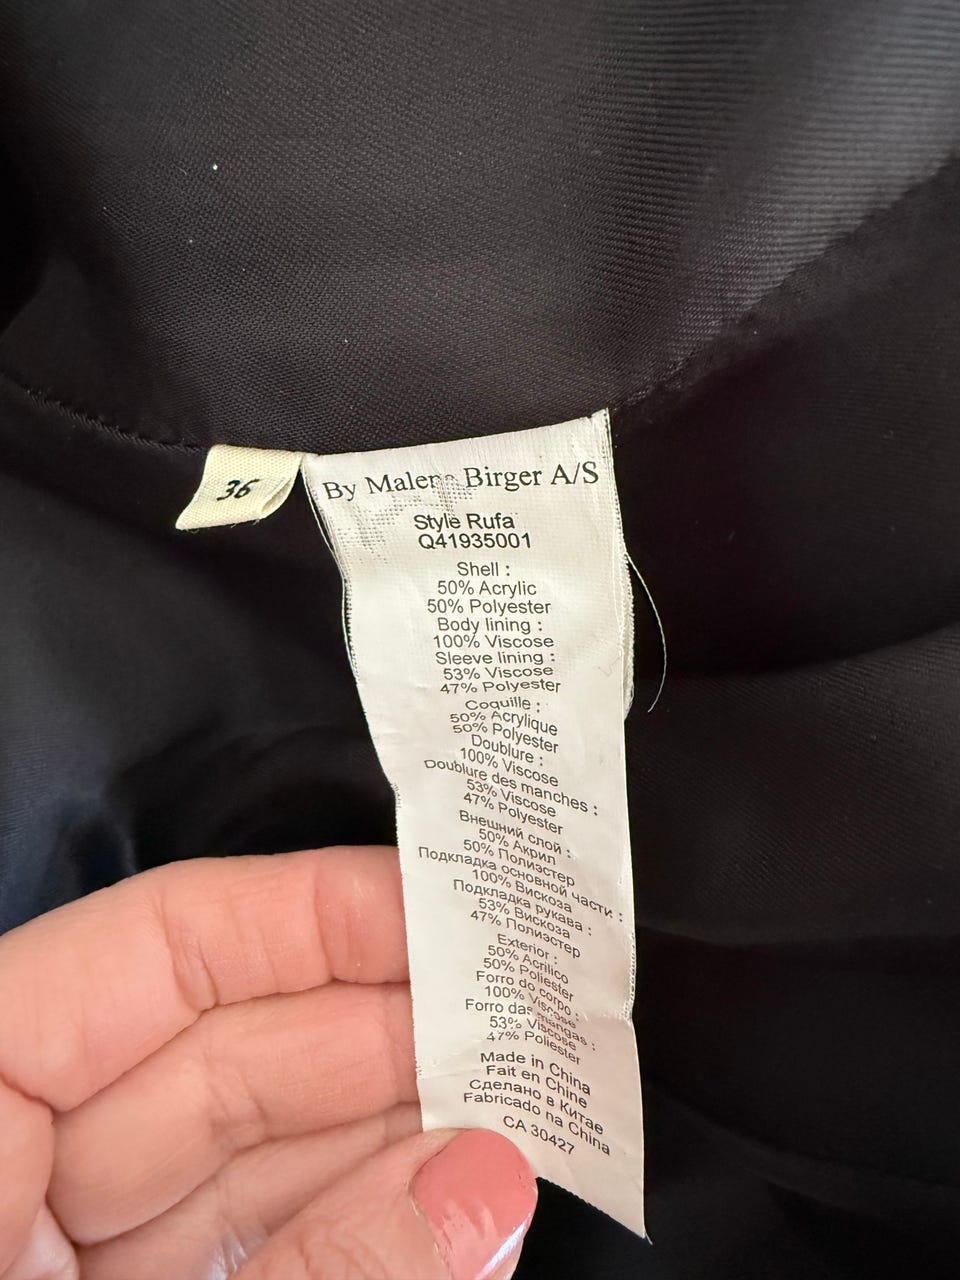 36
By Malene Birger A/S
Style Rufa
Q41935001
Shell :
50% Acrylic
50% Polyester
Body lining :
100% Viscose
Sleeve lining :
53% Viscose
47% Polyester
Coquille :
50% Acrylique
50% Polyester
Doublure :
100% Viscose
Doublure des manches :
53% Viscose
47% Polyester
Внешний слой :
50% Акрил
50% Полиэстер
Подкладка основной части :
100% Вискоза
Подкладка рукава :
53% Вискоза
47% Полиэстер
Exterior :
50% Acrílico
50% Poliester
Forro do corpo :
100% Viscose
Forro das mangas :
53% Viscose
47% Poliester
Made in China
Fait en Chine
Сделано в Китае
Fabricado na China
CA 30427